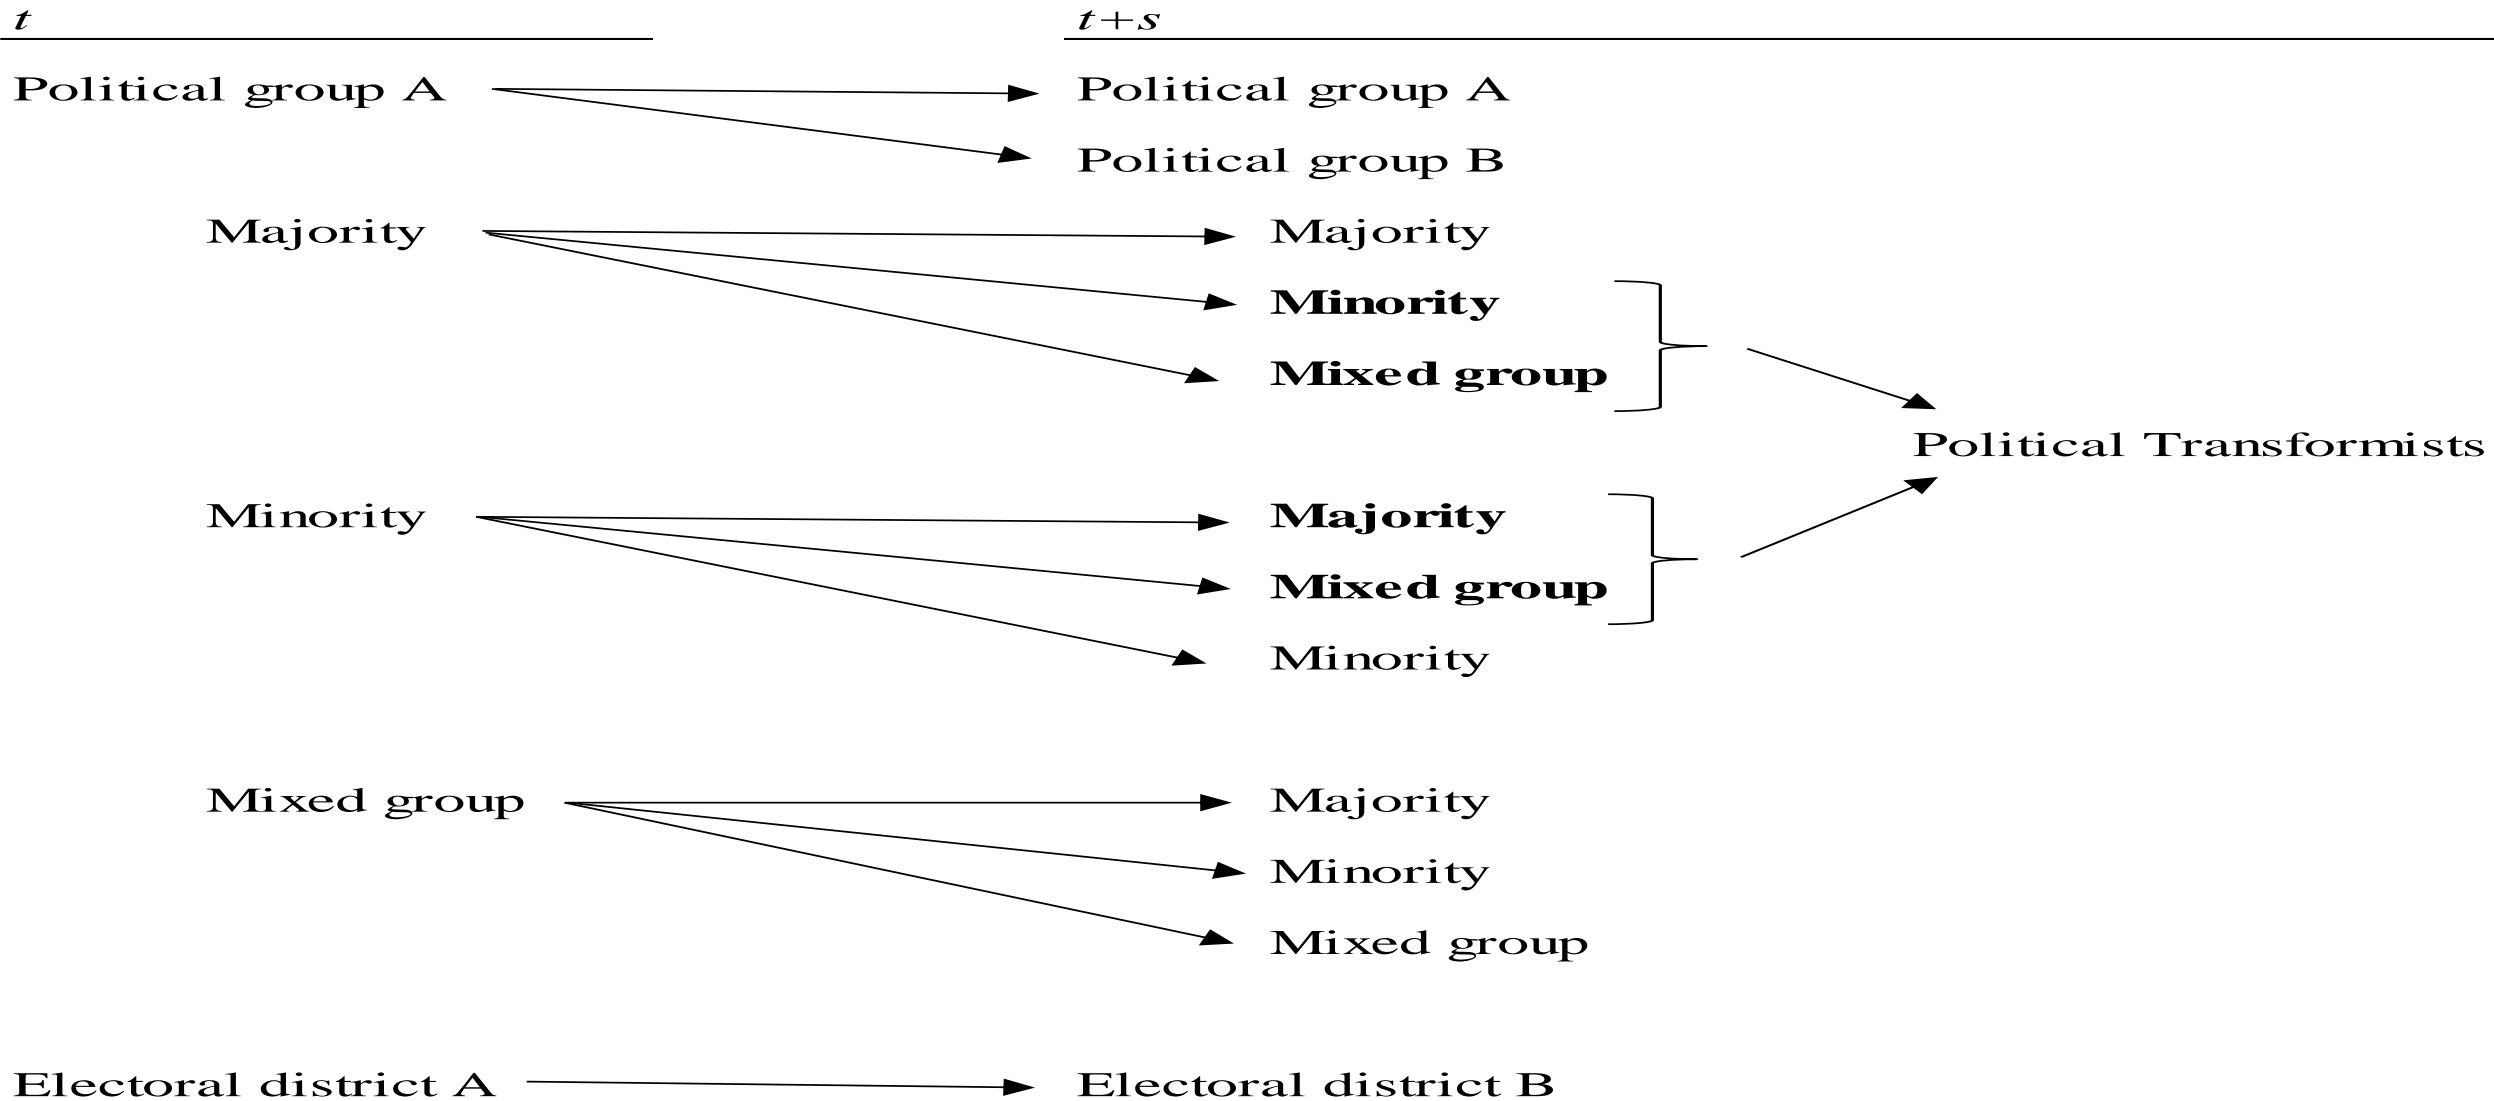 t t+s
Political group A Political group A
Political group B
Majority Majority
Minority
Mixed group
Political Transformists
Minority Majority
Mixed group
Minority
Mixed group Majority
Minority
Mixed group
Electoral district A Electoral district B